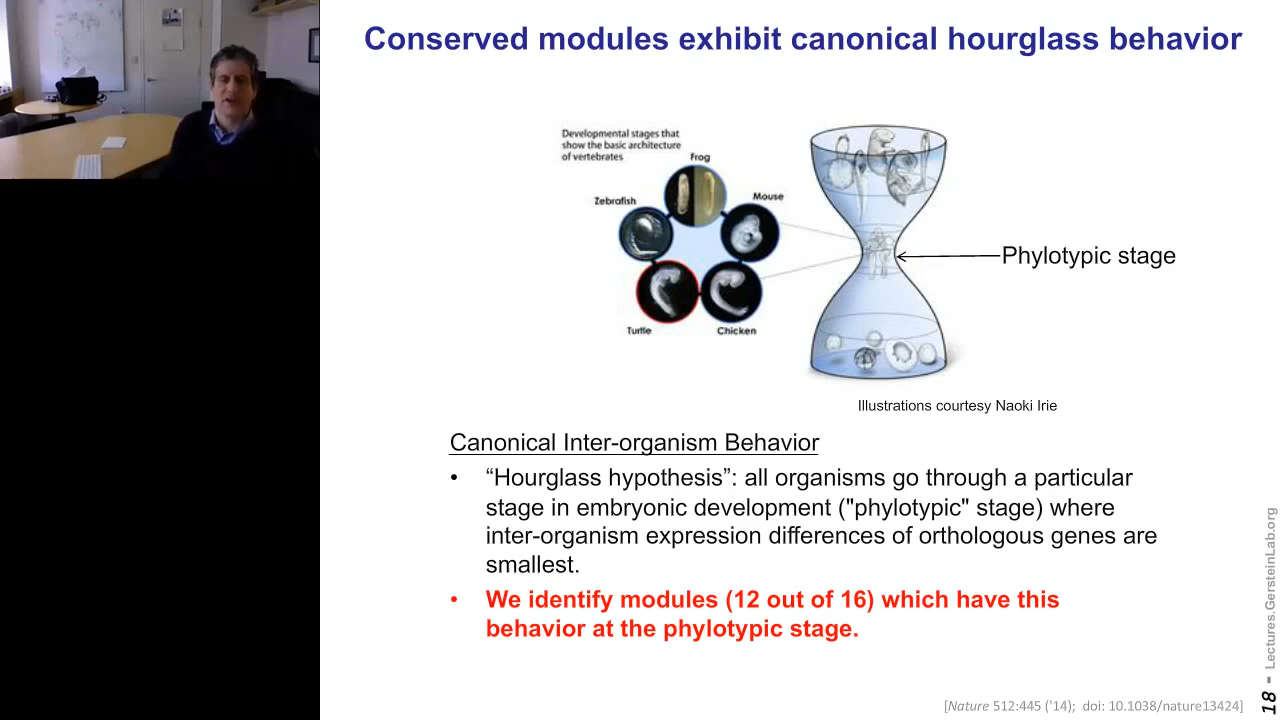 Conserved modules exhibit canonical hourglass behavior
Developmental stages that
show the basic architecture
of vertebrates
Frog
Zebrafish
Mouse
Turtle
Chicken
Phylotypic stage
Illustrations courtesy Naoki Irie
Canonical Inter-organism Behavior
• “Hourglass hypothesis”: all organisms go through a particular
stage in embryonic development ("phylotypic" stage) where
inter-organism expression differences of orthologous genes are
smallest.
• We identify modules (12 out of 16) which have this
behavior at the phylotypic stage.
[Nature 512:445 ('14); doi: 10.1038/nature13424]
18 - Lectures.GersteinLab.org